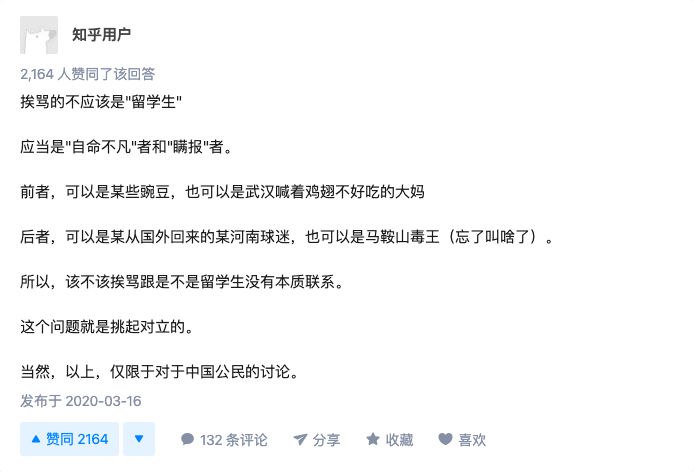 知乎用户
2,164 人赞同了该回答
挨骂的不应该是"留学生"
应当是"自命不凡"者和"瞒报"者。
前者，可以是某些豌豆，也可以是武汉喊着鸡翅不好吃的大妈
后者，可以是某从国外回来的某河南球迷，也可以是马鞍山毒王（忘了叫啥了）。
所以，该不该挨骂跟是不是留学生没有本质联系。
这个问题就是挑起对立的。
当然，以上，仅限于对于中国公民的讨论。
发布于 2020-03-16
赞同 2164 132 条评论 分享 收藏 喜欢